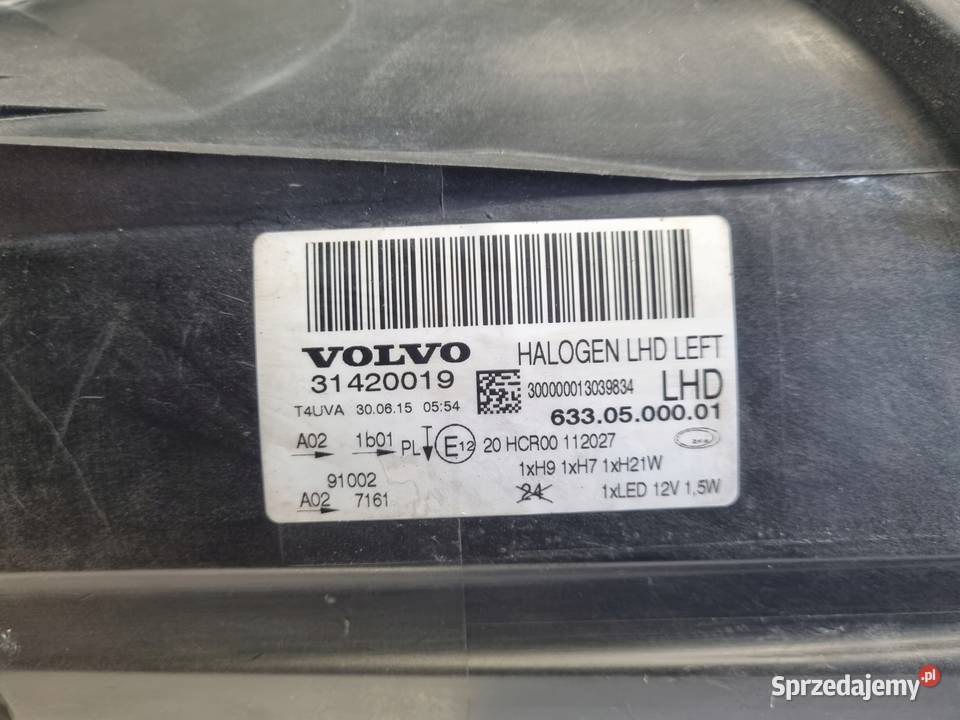 VOLVO HALOGEN LHD LEFT
31420019 300000013039834 LHD
T4UVA 30.06.15 05:54 633.05.000.01
A02 1b01 PL E12 20 HCR00 112027
1xH9 1xH7 1xH21W
91002 24 1xLED 12V 1,5W
A02 7161
Sprzedajemy.pl